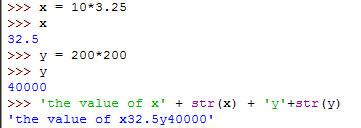 >>> x = 10*3.25
>>> x
32.5
>>> y = 200*200
>>> y
40000
>>> 'the value of x' + str(x) + 'y'+str(y)
'the value of x32.5y40000'